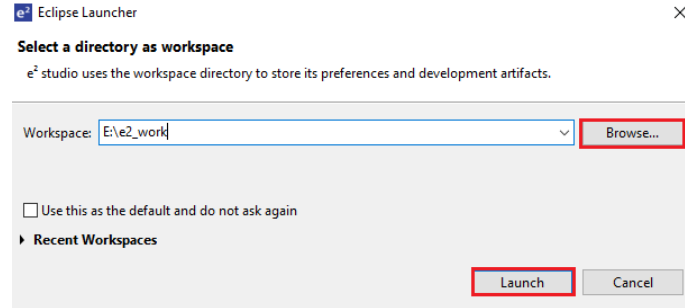 e² Eclipse Launcher
Select a directory as workspace
e² studio uses the workspace directory to store its preferences and development artifacts.
Workspace: E:\e2_work Browse...
Use this as the default and do not ask again
Recent Workspaces
Launch Cancel